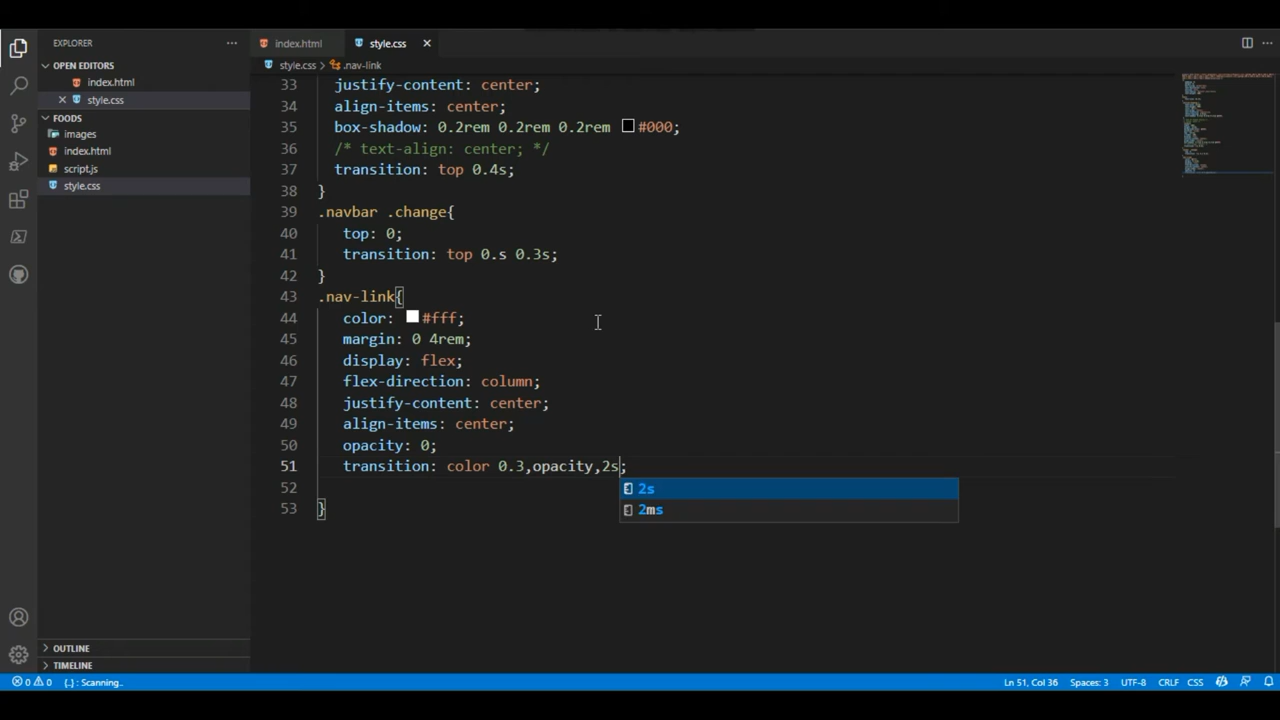 EXPLORER
···
index.html
style.css
OPEN EDITORS
index.html
style.css
FOODS
images
index.html
script.js
style.css
OUTLINE
TIMELINE
style.css > .nav-link
33 justify-content: center;
34 align-items: center;
35 box-shadow: 0.2rem 0.2rem 0.2rem #000;
36 /* text-align: center; */
37 transition: top 0.4s;
38 }
39 .navbar .change{
40 top: 0;
41 transition: top 0.s 0.3s;
42 }
43 .nav-link{
44 color: #fff;
45 margin: 0 4rem;
46 display: flex;
47 flex-direction: column;
48 justify-content: center;
49 align-items: center;
50 opacity: 0;
51 transition: color 0.3,opacity,2s;
52
53 }
2s
2ms
0 0 {..}: Scanning..
Ln 51, Col 36 Spaces: 3 UTF-8 CRLF CSS